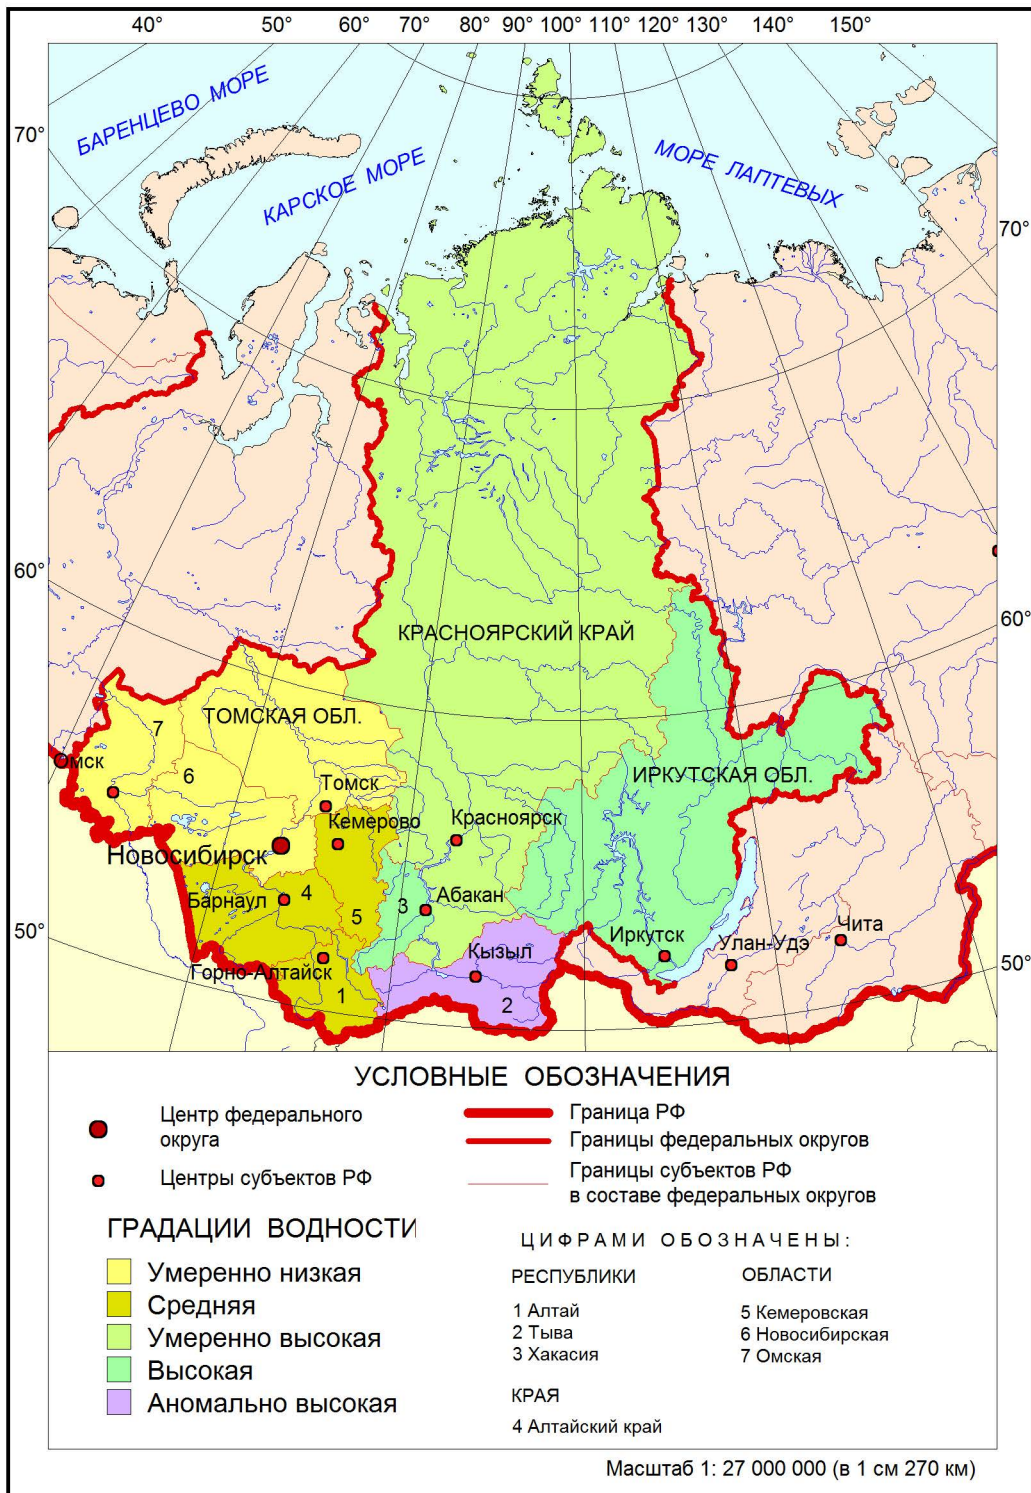 40° 50° 60° 70° 80° 90° 100° 110° 120° 130° 140° 150°
БАРЕНЦЕВО МОРЕ
КАРСКОЕ МОРЕ
МОРЕ ЛАПТЕВЫХ
70°
70°
60°
60°
50°
50°
КРАСНОЯРСКИЙ КРАЙ
ТОМСКАЯ ОБЛ.
ИРКУТСКАЯ ОБЛ.
7
6
Омск
Томск
Кемерово
Красноярск
Новосибирск
Барнаул
4
5
3
Абакан
Горно-Алтайск
1
Кызыл
2
Иркутск
Улан-Удэ
Чита
УСЛОВНЫЕ ОБОЗНАЧЕНИЯ
Центр федерального
округа
Центры субъектов РФ
Граница РФ
Границы федеральных округов
Границы субъектов РФ
в составе федеральных округов
ГРАДАЦИИ ВОДНОСТИ
Умеренно низкая
Средняя
Умеренно высокая
Высокая
Аномально высокая
ЦИФРАМИ ОБОЗНАЧЕНЫ:
РЕСПУБЛИКИ
1 Алтай
2 Тыва
3 Хакасия
КРАЯ
4 Алтайский край
ОБЛАСТИ
5 Кемеровская
6 Новосибирская
7 Омская
Масштаб 1: 27 000 000 (в 1 см 270 км)